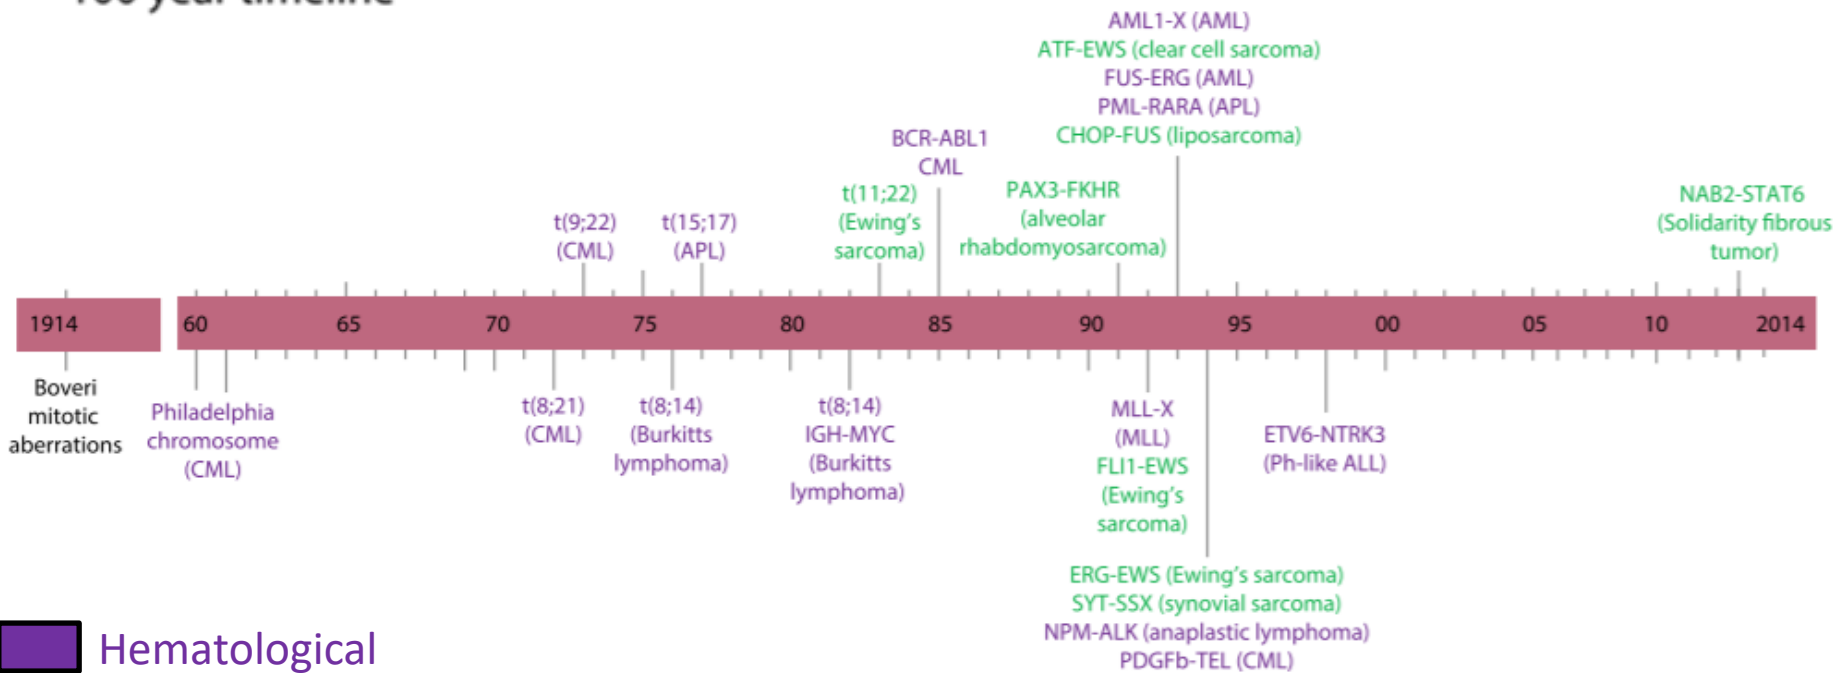 100 year timeline
AML1-X (AML)
ATF-EWS (clear cell sarcoma)
FUS-ERG (AML)
PML-RARA (APL)
CHOP-FUS (liposarcoma)
BCR-ABL1
CML
t(9;22)
(CML)
t(15;17)
(APL)
t(11;22)
(Ewing's
sarcoma)
PAX3-FKHR
(alveolar
rhabdomyosarcoma)
NAB2-STAT6
(Solidarity fibrous
tumor)
1914 60 65 70 75 80 85 90 95 00 05 10 2014
Boveri
mitotic
aberrations
Philadelphia
chromosome
(CML)
t(8;21)
(CML)
t(8;14)
(Burkitts
lymphoma)
t(8;14)
IGH-MYC
(Burkitts
lymphoma)
MLL-X
(MLL)
FLI1-EWS
(Ewing's
sarcoma)
ETV6-NTRK3
(Ph-like ALL)
ERG-EWS (Ewing's sarcoma)
SYT-SSX (synovial sarcoma)
NPM-ALK (anaplastic lymphoma)
PDGFb-TEL (CML)
Hematological